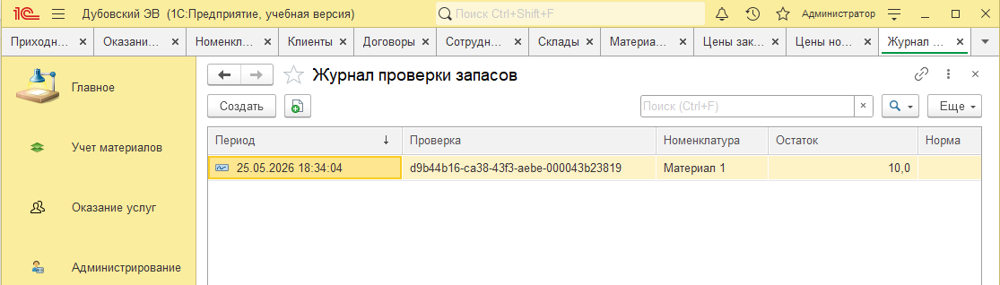 1С Дубовский ЭВ (1С:Предприятие, учебная версия) Поиск Ctrl+Shift+F Администратор
Приходн... Оказани... Номенкл... Клиенты Договоры Сотрудн... Склады Материа... Цены зак... Цены но... Журнал ...
Журнал проверки запасов
Главное
Создать Поиск (Ctrl+F) Еще
Период Проверка Номенклатура Остаток Норма
Учет материалов
25.05.2026 18:34:04 d9b44b16-ca38-43f3-aebe-000043b23819 Материал 1 10,0
Оказание услуг
Администрирование